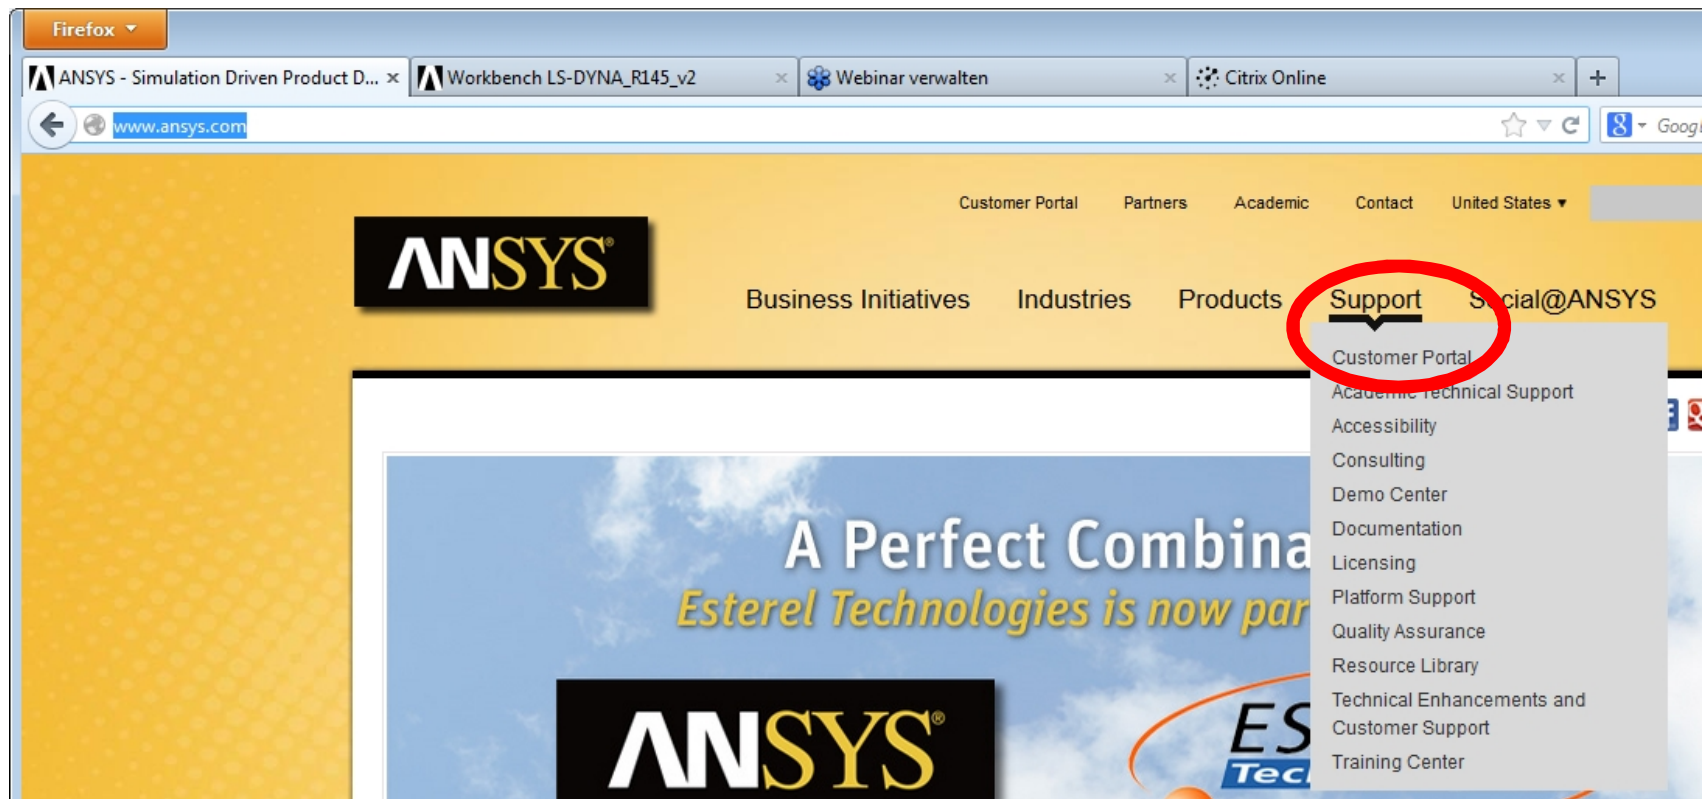 Firefox
ANSYS - Simulation Driven Product D...
Workbench LS-DYNA_R145_v2
Webinar verwalten
Citrix Online
www.ansys.com
Customer Portal
Partners
Academic
Contact
United States
ANSYS®
Business Initiatives
Industries
Products
Support
Social@ANSYS
Customer Portal
Academic Technical Support
Accessibility
Consulting
Demo Center
Documentation
Licensing
Platform Support
Quality Assurance
Resource Library
Technical Enhancements and
Customer Support
Training Center
A Perfect Combina
Esterel Technologies is now par
ANSYS®
ES
Tec